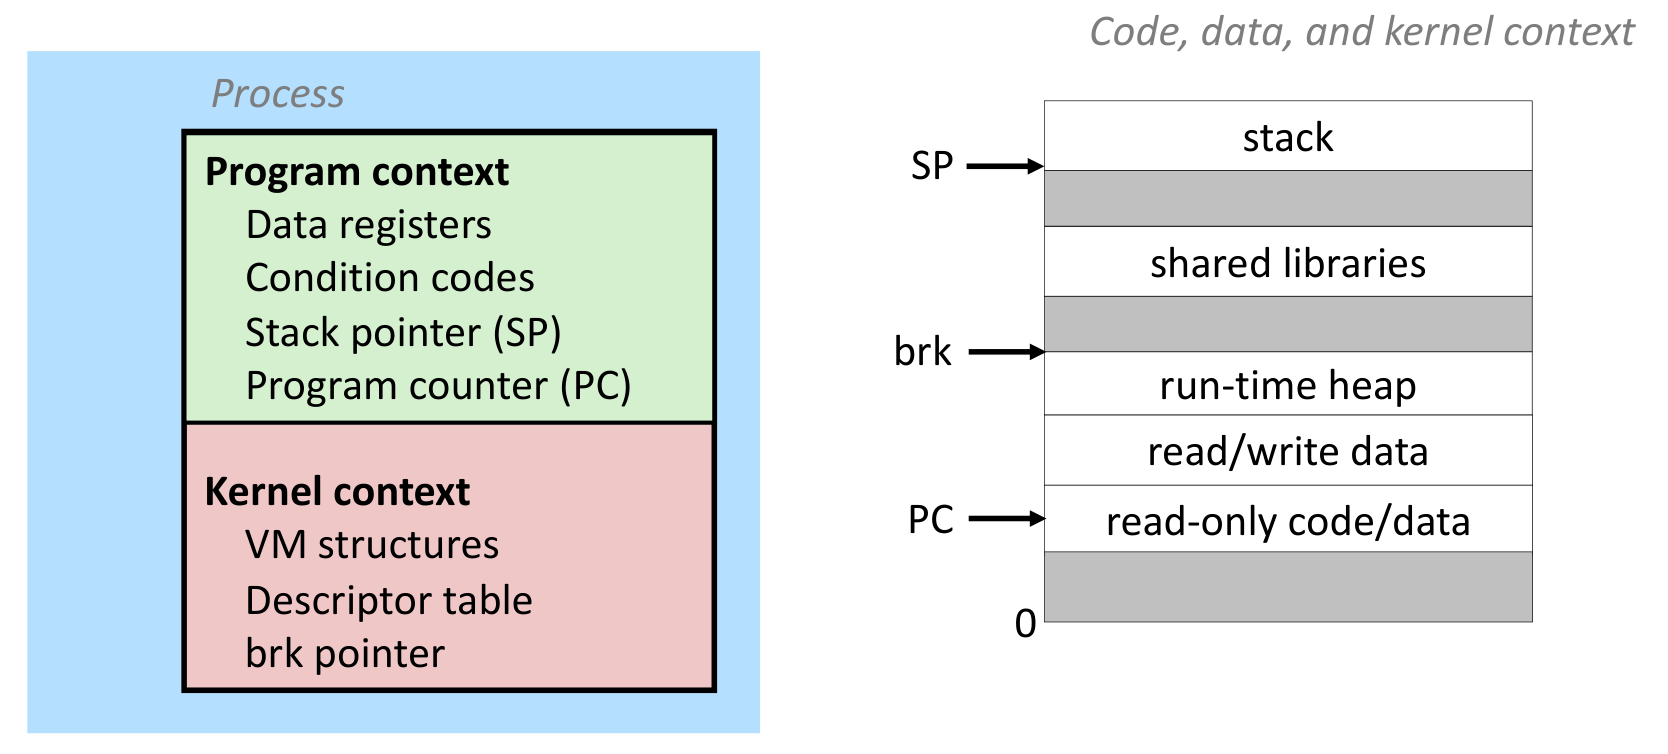 Process
Program context
Data registers
Condition codes
Stack pointer (SP)
Program counter (PC)
Kernel context
VM structures
Descriptor table
brk pointer
Code, data, and kernel context
stack
SP
shared libraries
brk
run-time heap
read/write data
PC
read-only code/data
0